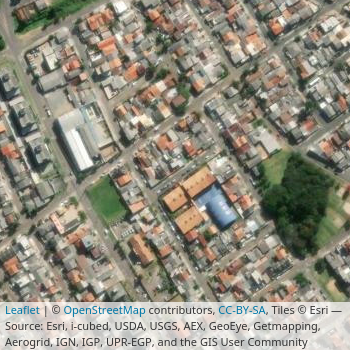 Leaflet | © OpenStreetMap contributors, CC-BY-SA, Tiles © Esri —
Source: Esri, i-cubed, USDA, USGS, AEX, GeoEye, Getmapping,
Aerogrid, IGN, IGP, UPR-EGP, and the GIS User Community